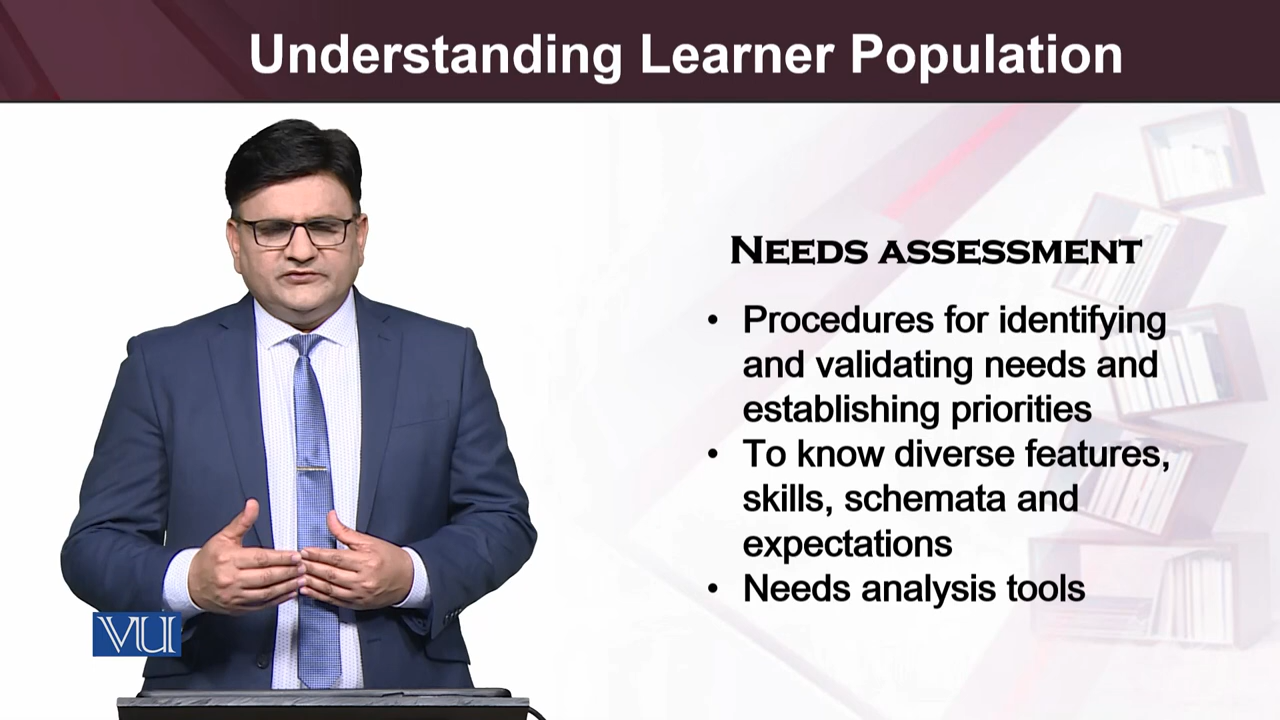 Understanding Learner Population
NEEDS ASSESSMENT
• Procedures for identifying
and validating needs and
establishing priorities
• To know diverse features,
skills, schemata and
expectations
• Needs analysis tools
VU